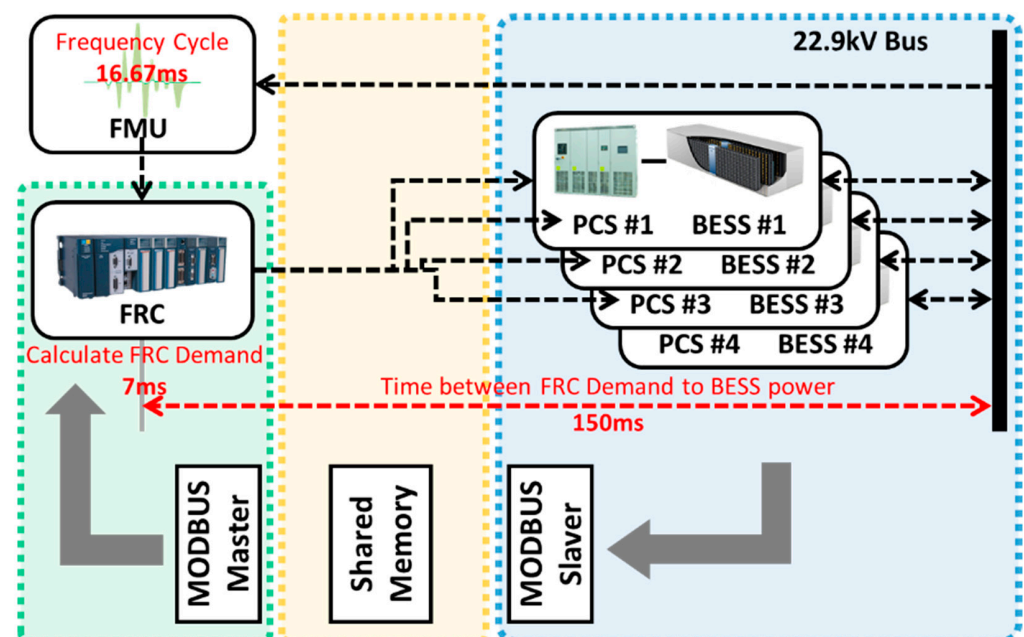 Frequency Cycle
16.67ms
FMU
22.9kV Bus
PCS #1 BESS #1
PCS #2 BESS #2
PCS #3 BESS #3
PCS #4 BESS #4
FRC
Calculate FRC Demand
7ms
Time between FRC Demand to BESS power
150ms
MODBUS
Master
Shared
Memory
MODBUS
Slaver